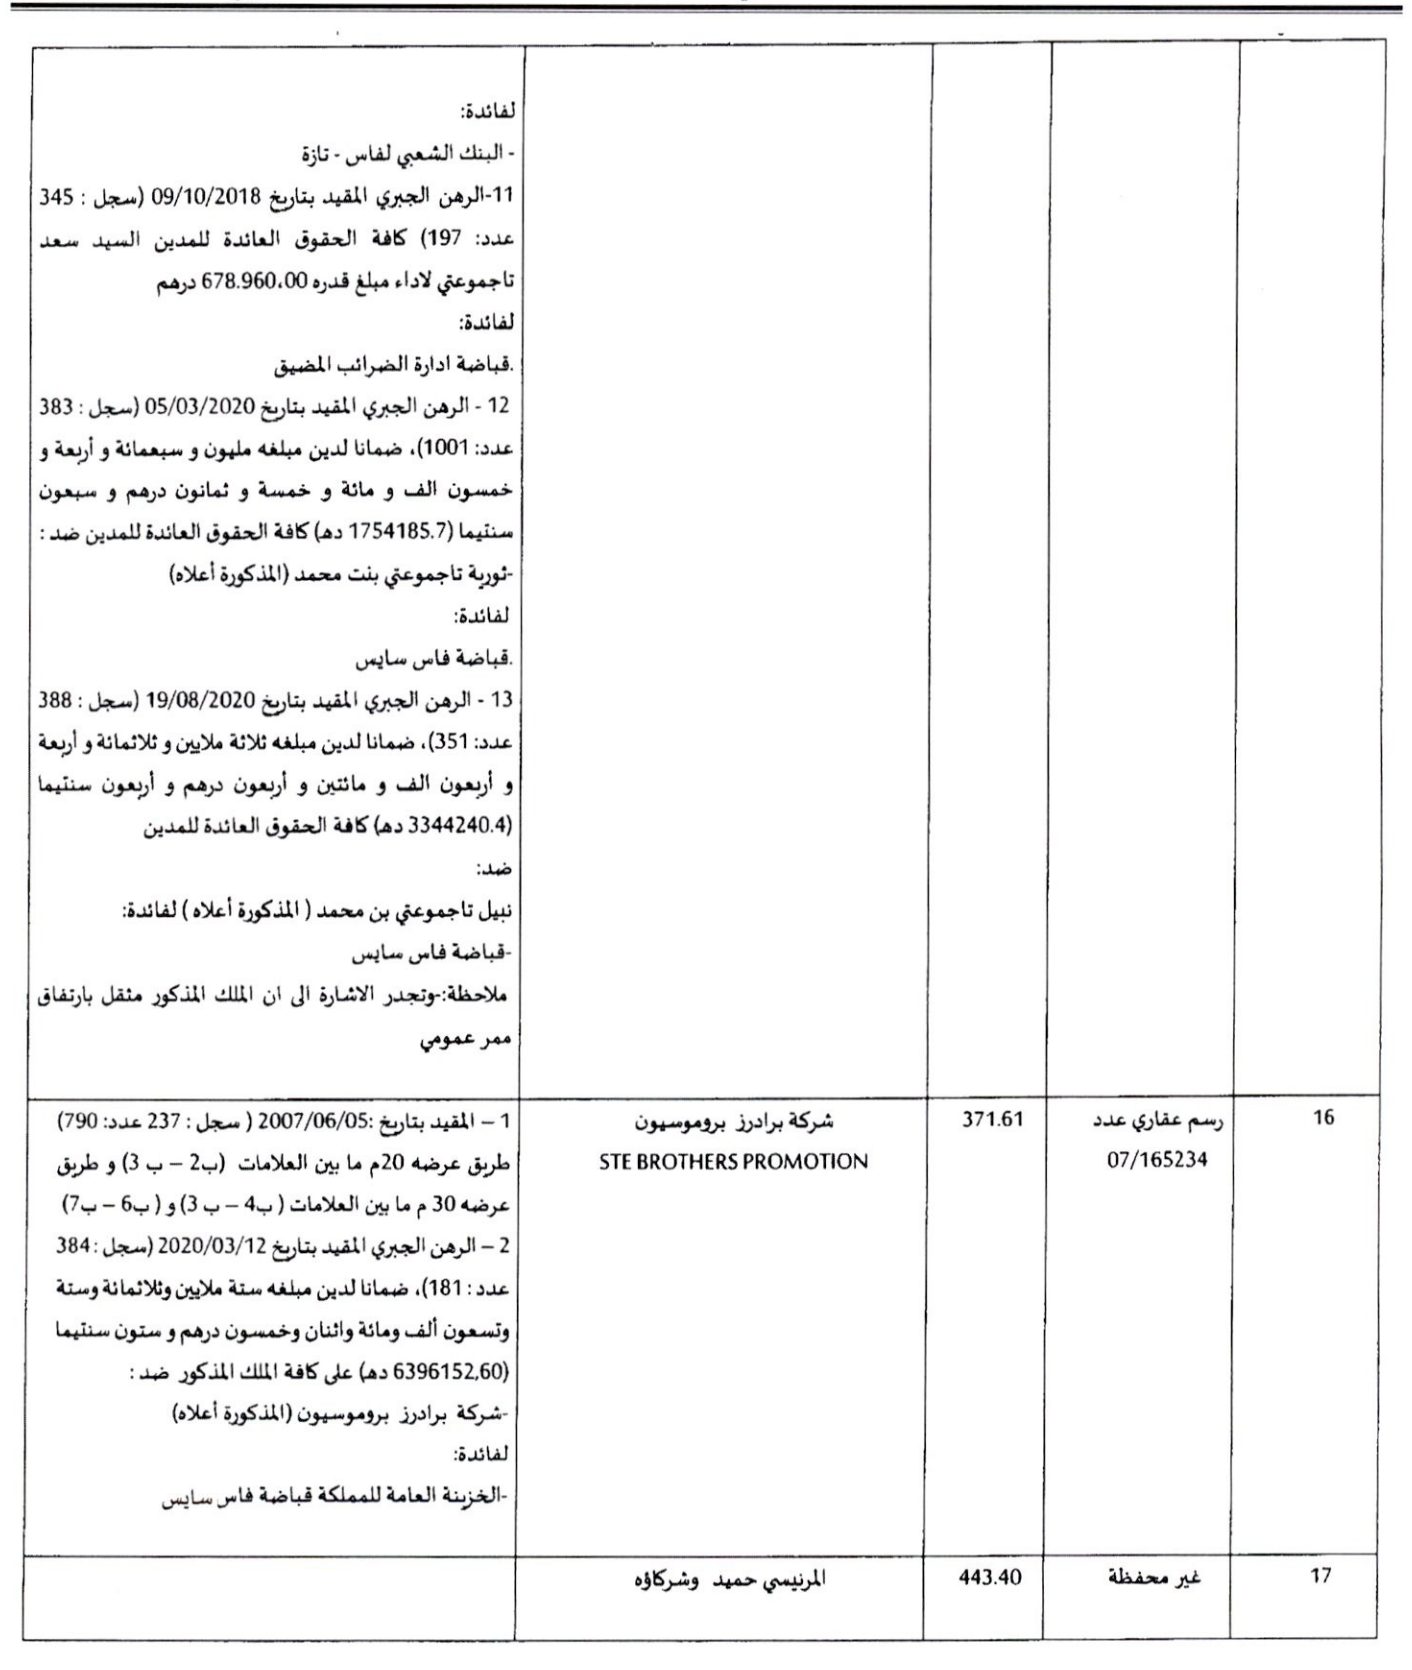 لفائدة:
- البنك الشعبي لفاس - تازة
11-الرهن الجبري المقيد بتاريخ 09/10/2018 (سجل : 345
عدد: 197) كافة الحقوق العائدة للمدين السيد سعد
تاجموعتي لاداء مبلغ قدره 678.960،00 درهم
لفائدة:
.قباضة ادارة الضرائب المضيق
12 - الرهن الجبري المقيد بتاريخ 05/03/2020 (سجل : 383
عدد: 1001)، ضمانا لدين مبلغه مليون و سبعمائة و أربعة و
خمسون الف و مائة و خمسة و ثمانون درهم و سبعون
سنتيما (1754185.7 دهـ) كافة الحقوق العائدة للمدين ضد :
-ثورية تاجموعتي بنت محمد (المذكورة أعلاه)
لفائدة:
.قباضة فاس سايس
13 - الرهن الجبري المقيد بتاريخ 19/08/2020 (سجل : 388
عدد: 351)، ضمانا لدين مبلغه ثلاثة ملايين و ثلاثمائة و أربعة
و أربعون الف و مائتين و أربعون درهم و أربعون سنتيما
(3344240.4 دهـ) كافة الحقوق العائدة للمدين
ضد:
نبيل تاجموعتي بن محمد ( المذكورة أعلاه ) لفائدة:
-قباضة فاس سايس
ملاحظة:-وتجدر الاشارة الى ان الملك المذكور مثقل بارتفاق
ممر عمومي
16
رسم عقاري عدد
07/165234
371.61
شركة برادرز بروموسيون
STE BROTHERS PROMOTION
1 – المقيد بتاريخ :2007/06/05 ( سجل : 237 عدد: 790)
طريق عرضه 20م ما بين العلامات (ب2 – ب 3) و طريق
عرضه 30 م ما بين العلامات ( ب4 – ب 3) و ( ب6 – ب7)
2 – الرهن الجبري المقيد بتاريخ 2020/03/12 (سجل : 384
عدد : 181)، ضمانا لدين مبلغه ستة ملايين وثلاثمائة وستة
وتسعون ألف ومائة واثنان وخمسون درهم و ستون سنتيما
(6396152,60 دهـ) على كافة الملك المذكور ضد :
-شركة برادرز بروموسيون (المذكورة أعلاه)
لفائدة:
-الخزينة العامة للمملكة قباضة فاس سايس
17
غير محفظة
443.40
المرنيسي حميد وشركاؤه